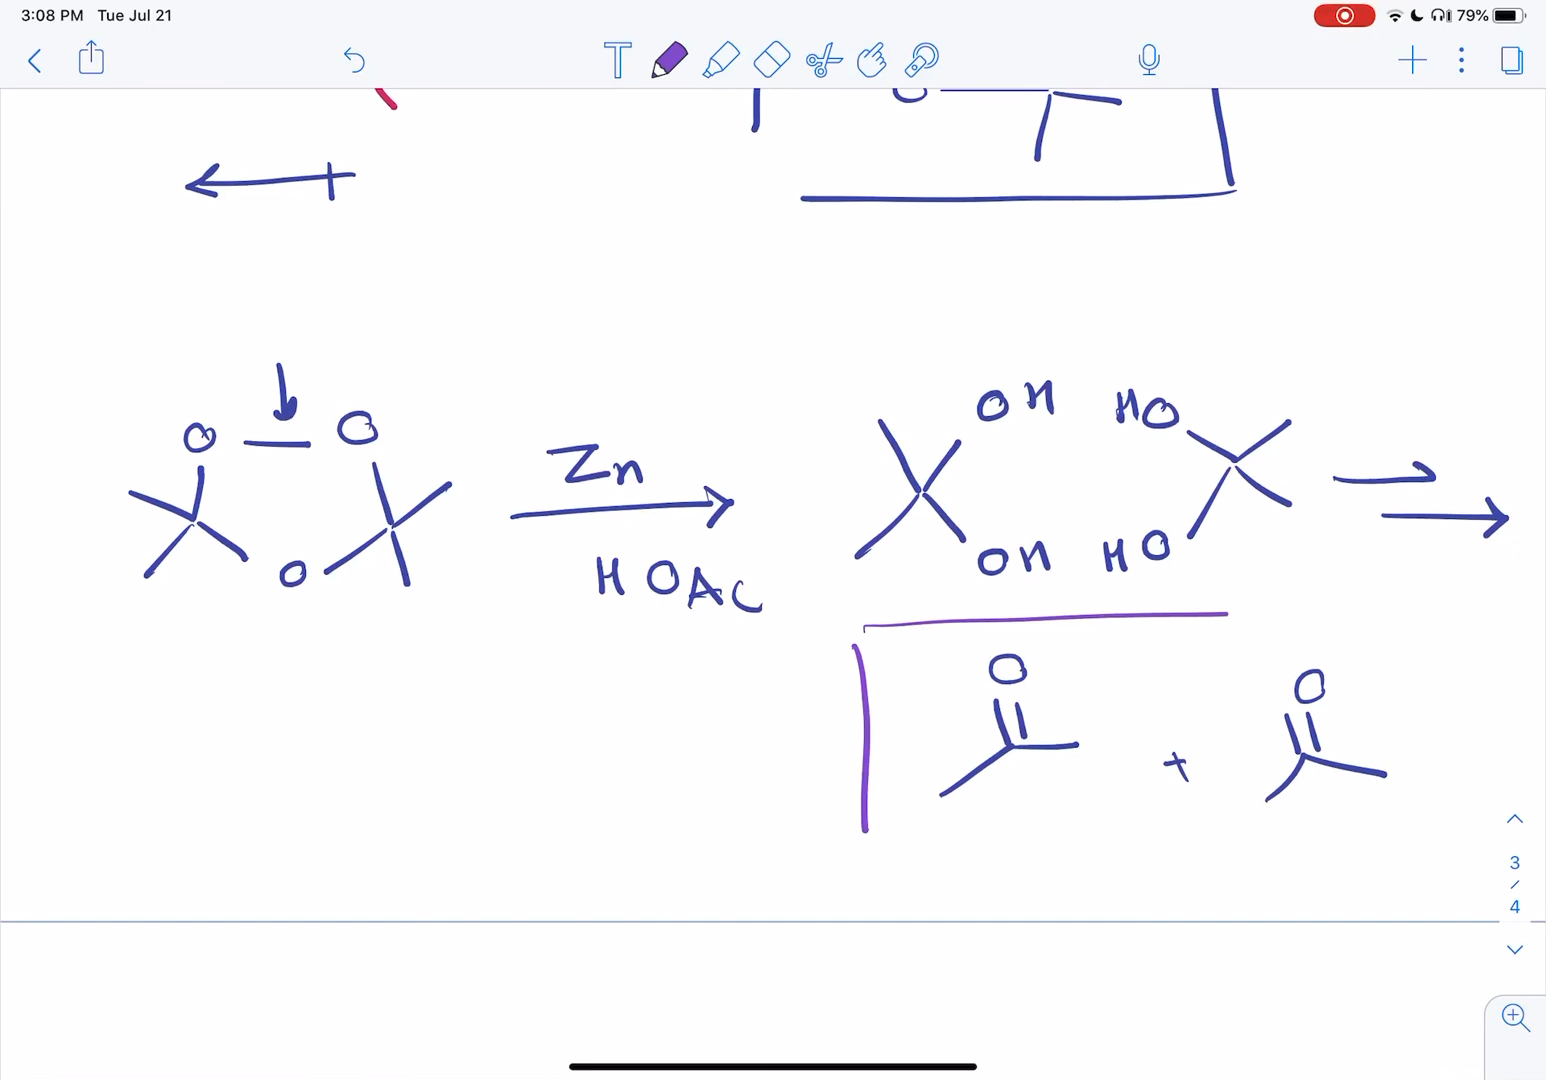 3:08 PM Tue Jul 21
79%
T
O
O O
O
Zn
HOAc
OH HO
OH HO
O O
+
3
/
4